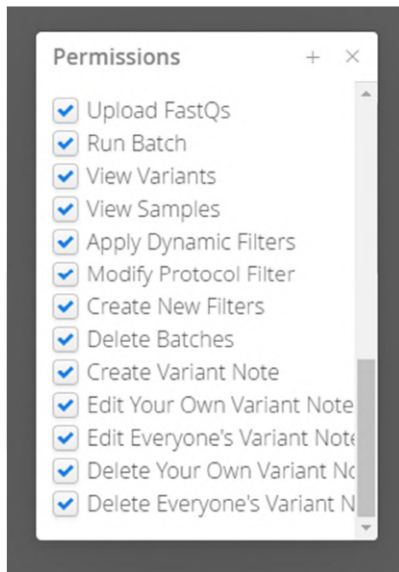 Permissions + ×
Upload FastQs
Run Batch
View Variants
View Samples
Apply Dynamic Filters
Modify Protocol Filter
Create New Filters
Delete Batches
Create Variant Note
Edit Your Own Variant Note
Edit Everyone's Variant Note
Delete Your Own Variant No
Delete Everyone's Variant N